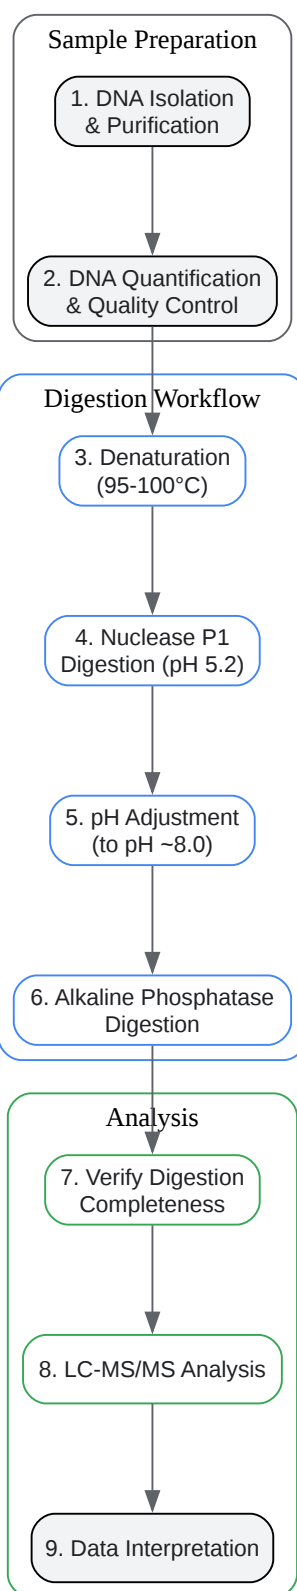 Sample Preparation
1. DNA Isolation
& Purification
2. DNA Quantification
& Quality Control
Digestion Workflow
3. Denaturation
(95-100°C)
4. Nuclease P1
Digestion (pH 5.2)
5. pH Adjustment
(to pH ~8.0)
6. Alkaline Phosphatase
Digestion
Analysis
7. Verify Digestion
Completeness
8. LC-MS/MS Analysis
9. Data Interpretation